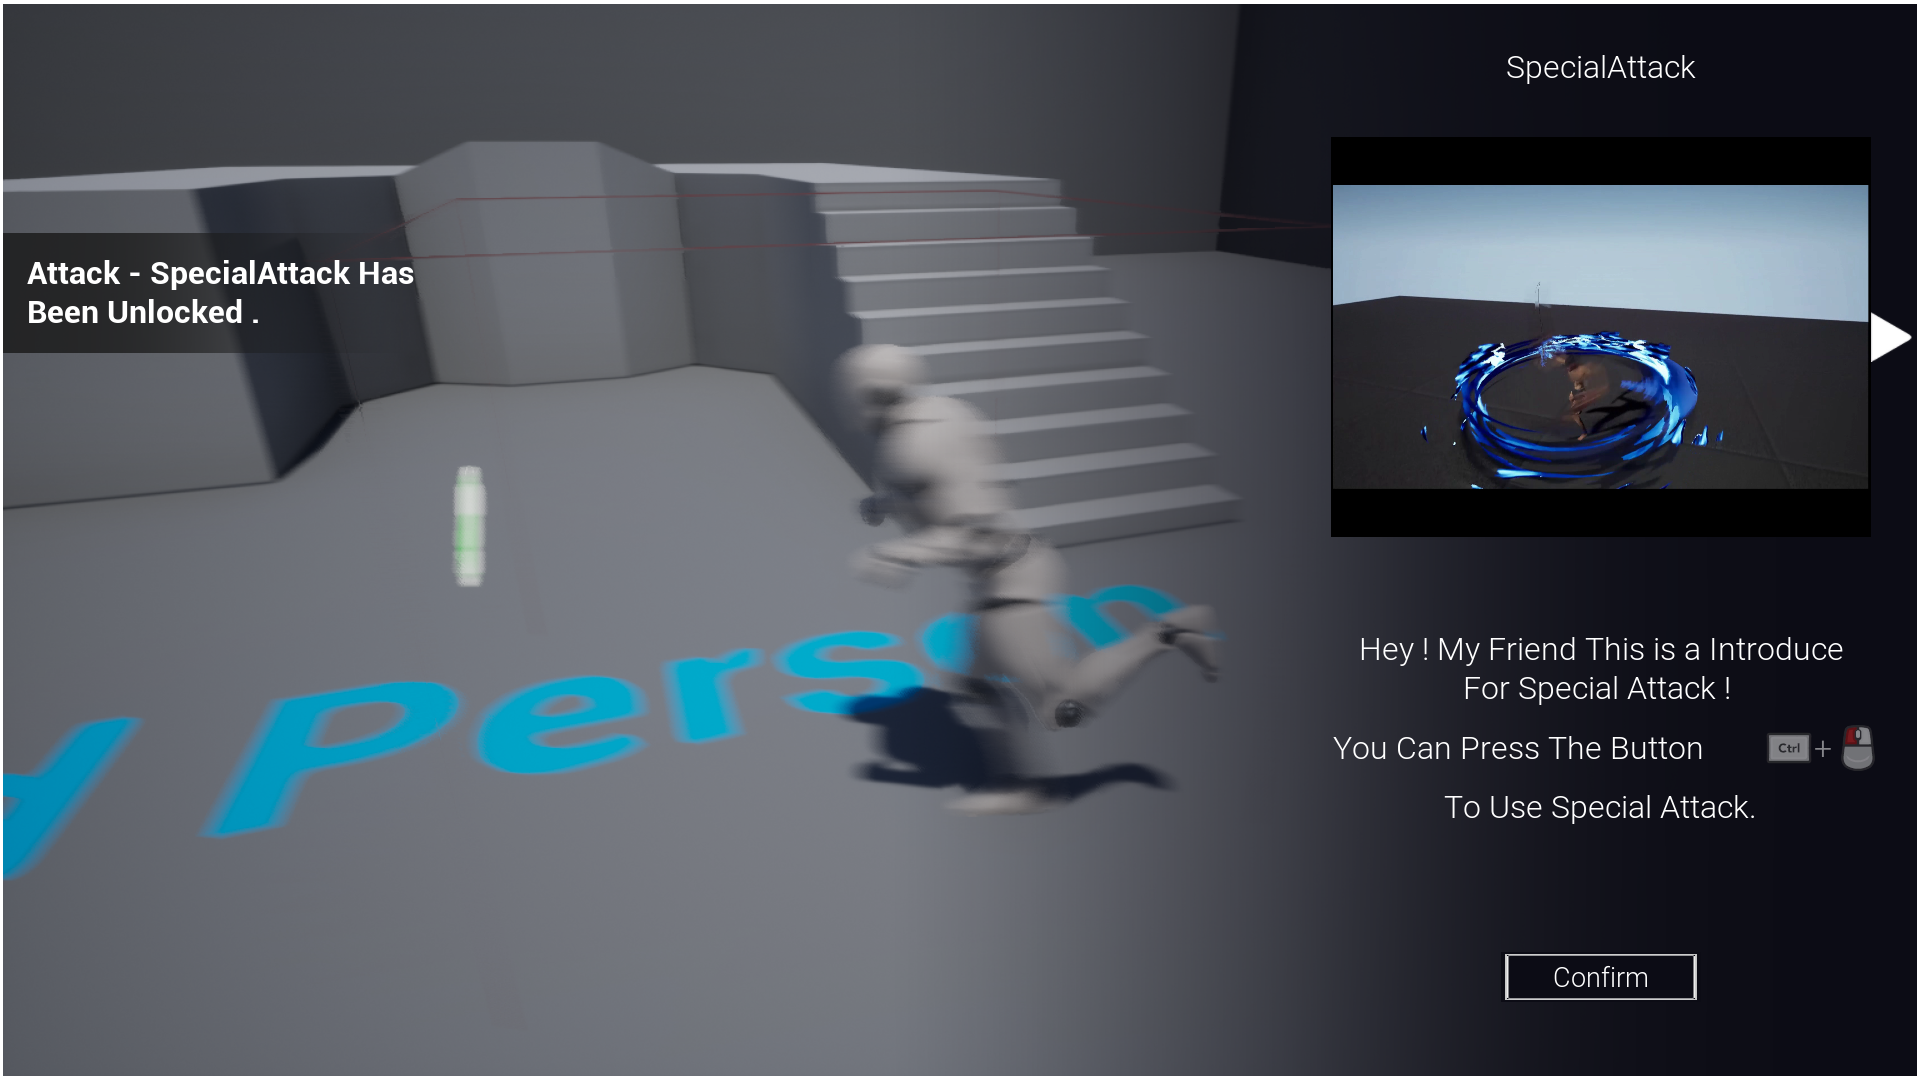 SpecialAttack
Attack - SpecialAttack Has
Been Unlocked .
Hey ! My Friend This is a Introduce
For Special Attack !
You Can Press The Button Ctrl +
To Use Special Attack.
Confirm
Person